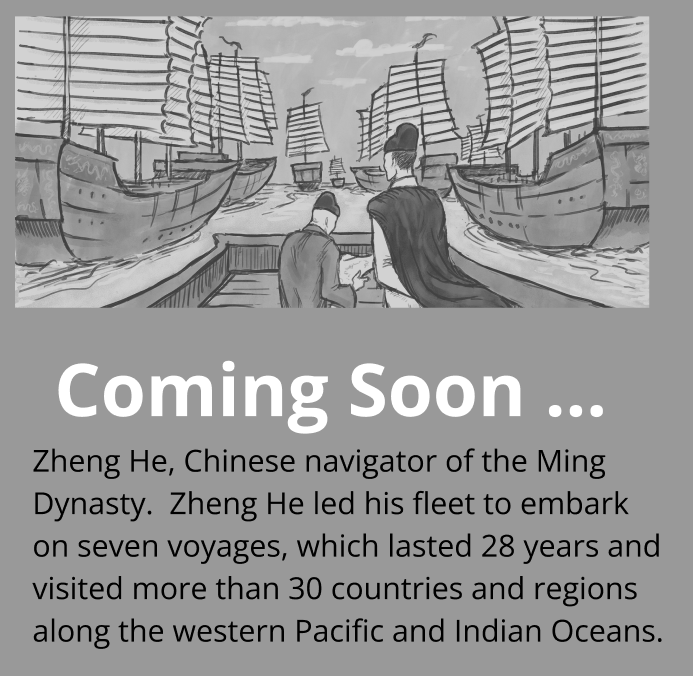 Coming Soon ...
Zheng He, Chinese navigator of the Ming
Dynasty.  Zheng He led his fleet to embark
on seven voyages, which lasted 28 years and
visited more than 30 countries and regions
along the western Pacific and Indian Oceans.